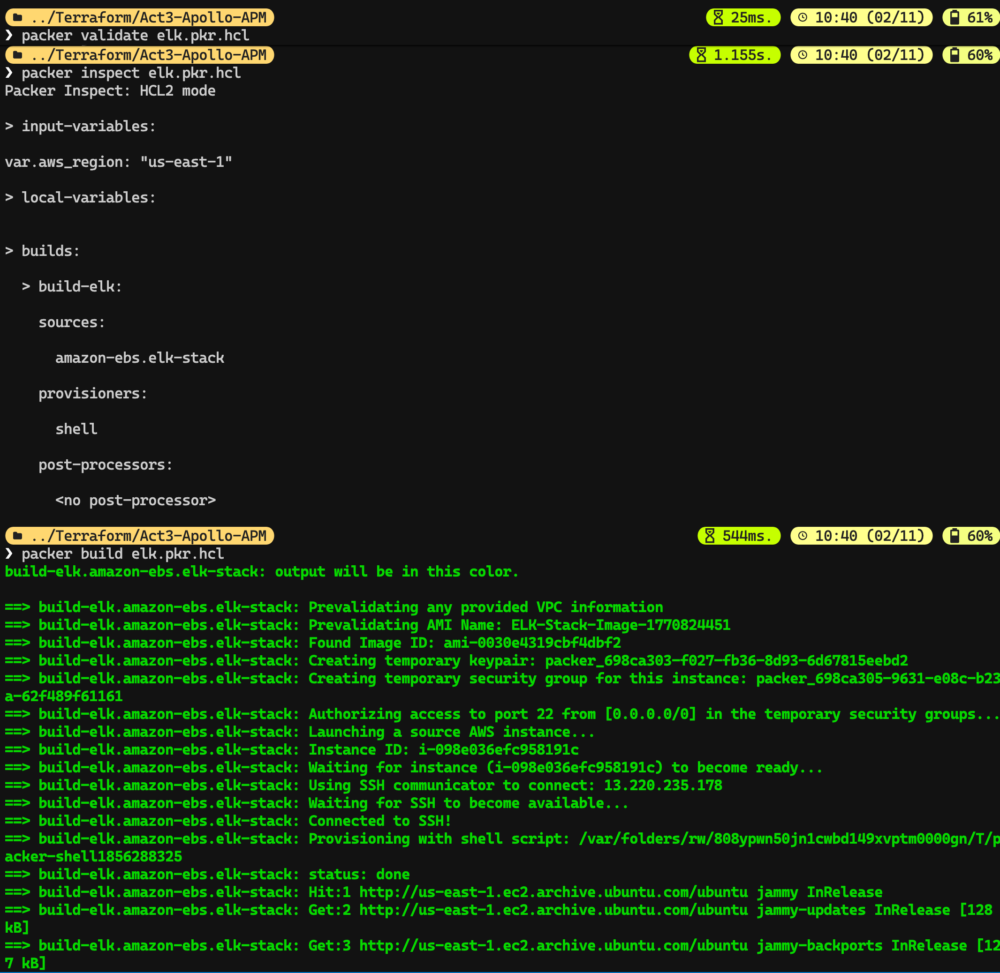 ../Terraform/Act3-Apollo-APM 25ms. 10:40 (02/11) 61%
❯ packer validate elk.pkr.hcl
../Terraform/Act3-Apollo-APM 1.155s. 10:40 (02/11) 60%
❯ packer inspect elk.pkr.hcl
Packer Inspect: HCL2 mode
> input-variables:
var.aws_region: "us-east-1"
> local-variables:
> builds:
> build-elk:
sources:
amazon-ebs.elk-stack
provisioners:
shell
post-processors:
<no post-processor>
../Terraform/Act3-Apollo-APM 544ms. 10:40 (02/11) 60%
❯ packer build elk.pkr.hcl
build-elk.amazon-ebs.elk-stack: output will be in this color.
==> build-elk.amazon-ebs.elk-stack: Prevalidating any provided VPC information
==> build-elk.amazon-ebs.elk-stack: Prevalidating AMI Name: ELK-Stack-Image-1770824451
==> build-elk.amazon-ebs.elk-stack: Found Image ID: ami-0030e4319cbf4dbf2
==> build-elk.amazon-ebs.elk-stack: Creating temporary keypair: packer_698ca303-f027-fb36-8d93-6d67815eebd2
==> build-elk.amazon-ebs.elk-stack: Creating temporary security group for this instance: packer_698ca305-9631-e08c-b23
a-62f489f61161
==> build-elk.amazon-ebs.elk-stack: Authorizing access to port 22 from [0.0.0.0/0] in the temporary security groups...
==> build-elk.amazon-ebs.elk-stack: Launching a source AWS instance...
==> build-elk.amazon-ebs.elk-stack: Instance ID: i-098e036efc958191c
==> build-elk.amazon-ebs.elk-stack: Waiting for instance (i-098e036efc958191c) to become ready...
==> build-elk.amazon-ebs.elk-stack: Using SSH communicator to connect: 13.220.235.178
==> build-elk.amazon-ebs.elk-stack: Waiting for SSH to become available...
==> build-elk.amazon-ebs.elk-stack: Connected to SSH!
==> build-elk.amazon-ebs.elk-stack: Provisioning with shell script: /var/folders/rw/808ypwn50jn1cwbd149xvptm0000gn/T/p
acker-shell1856288325
==> build-elk.amazon-ebs.elk-stack: status: done
==> build-elk.amazon-ebs.elk-stack: Hit:1 http://us-east-1.ec2.archive.ubuntu.com/ubuntu jammy InRelease
==> build-elk.amazon-ebs.elk-stack: Get:2 http://us-east-1.ec2.archive.ubuntu.com/ubuntu jammy-updates InRelease [128
kB]
==> build-elk.amazon-ebs.elk-stack: Get:3 http://us-east-1.ec2.archive.ubuntu.com/ubuntu jammy-backports InRelease [12
7 kB]